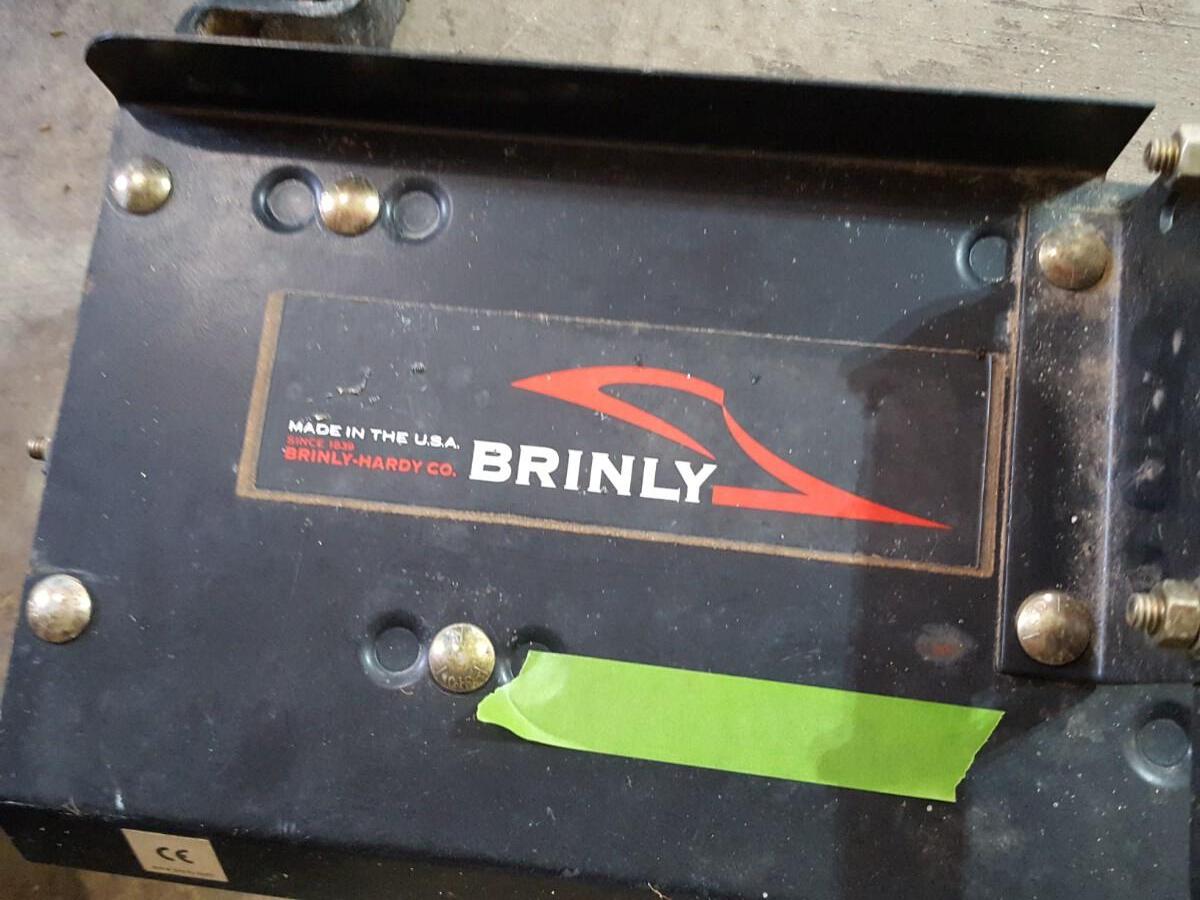 MADE IN THE U.S.A.
SINCE 1839
BRINLY-HARDY CO.
BRINLY
CE